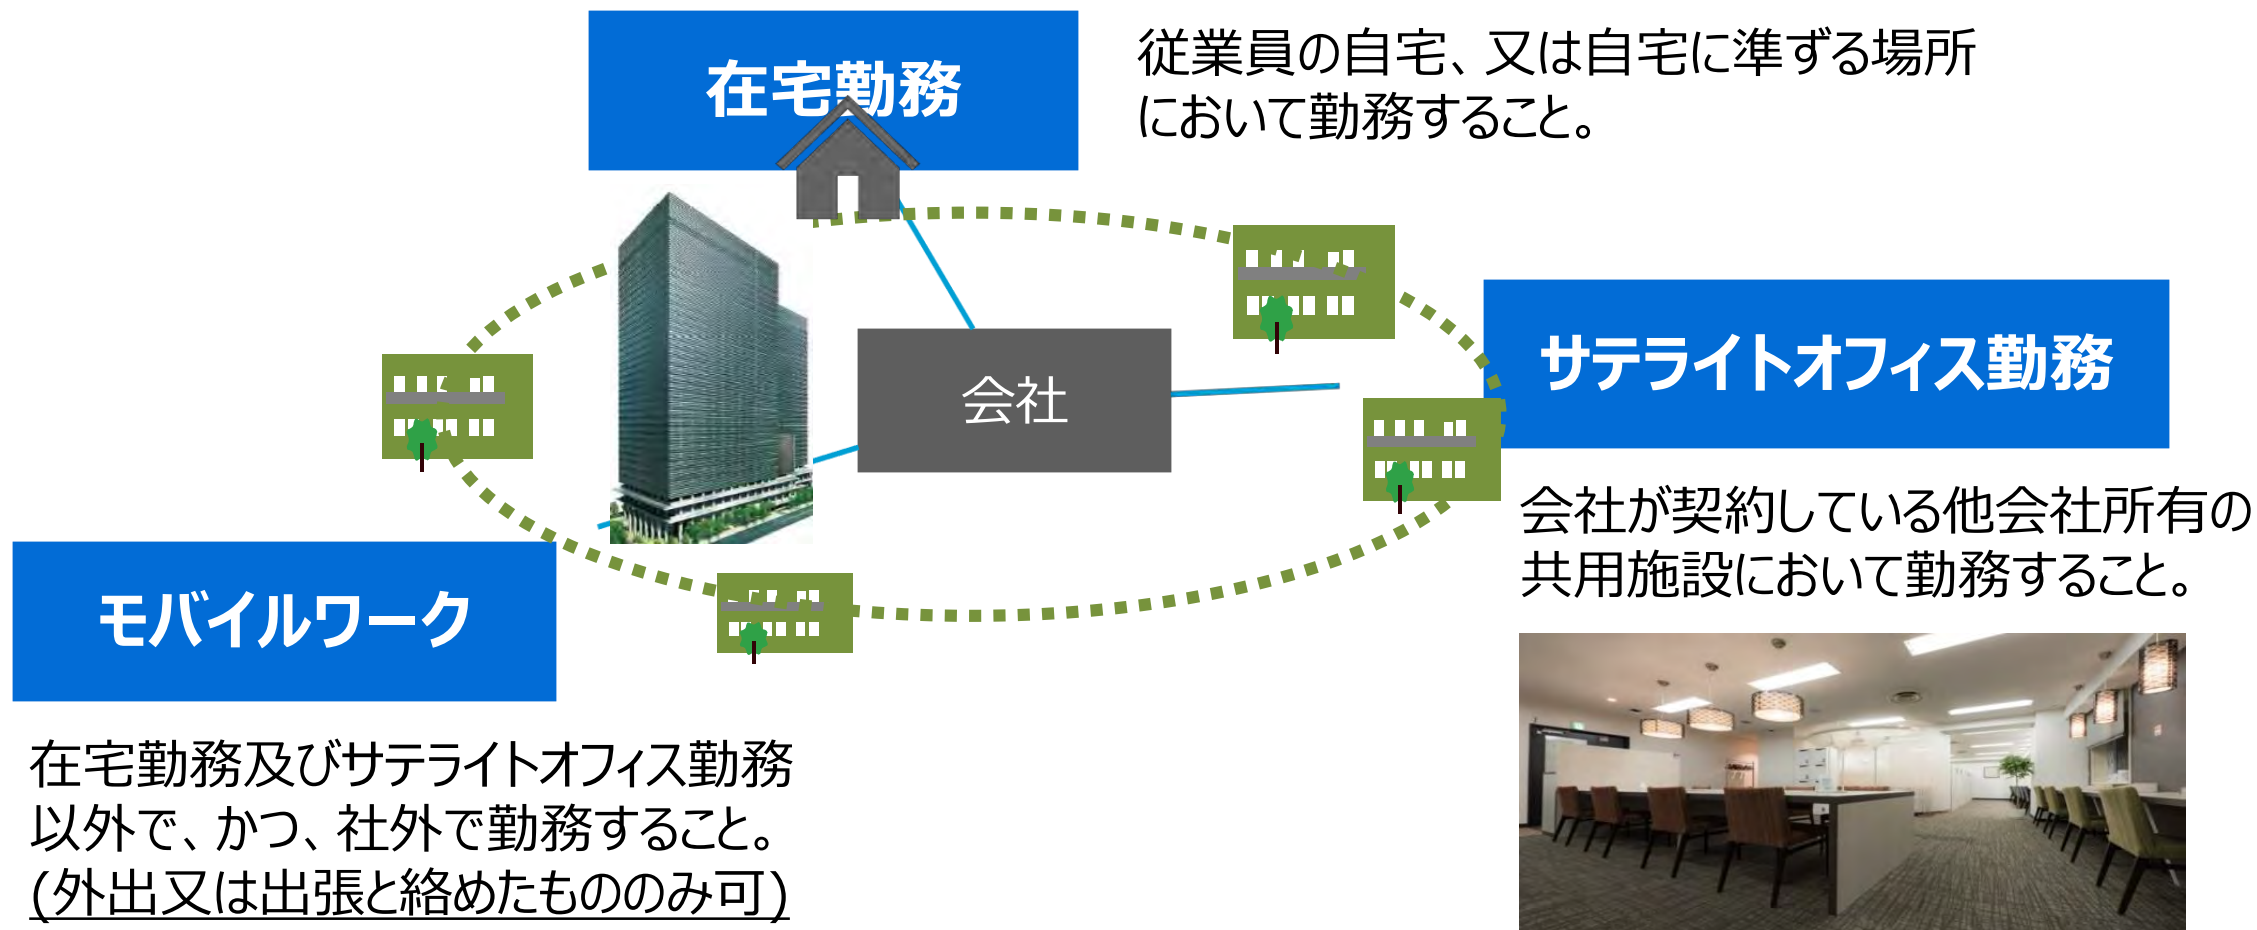 在宅勤務
従業員の自宅、又は自宅に準ずる場所
において勤務すること。
会社
サテライトオフィス勤務
会社が契約している他会社所有の
共用施設において勤務すること。
モバイルワーク
在宅勤務及びサテライトオフィス勤務
以外で、かつ、社外で勤務すること。
(外出又は出張と絡めたもののみ可)